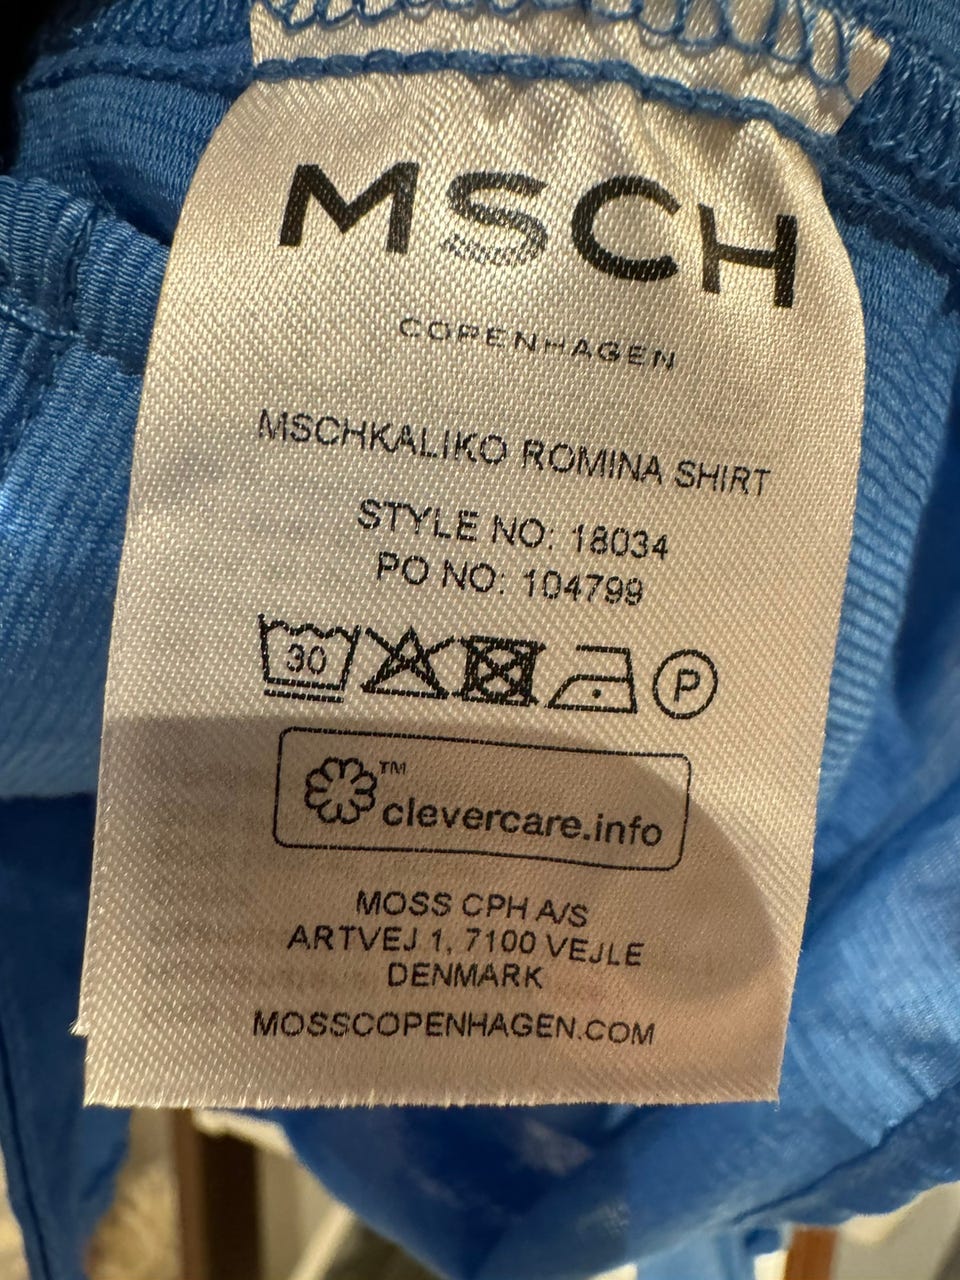 MSCH
COPENHAGEN
MSCHKALIKO ROMINA SHIRT
STYLE NO: 18034
PO NO: 104799
30 P
™
clevercare.info
MOSS CPH A/S
ARTVEJ 1, 7100 VEJLE
DENMARK
MOSSCOPENHAGEN.COM